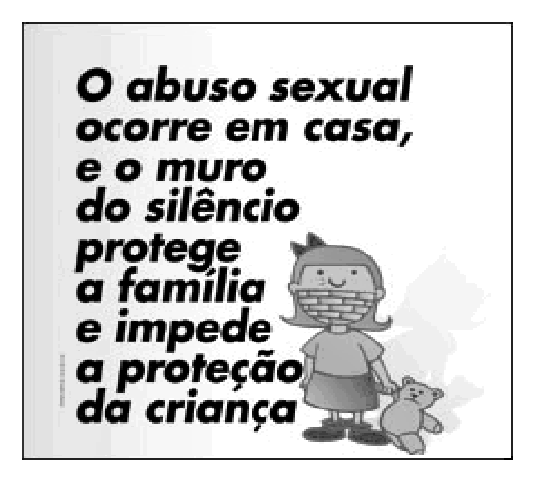 O abuso sexual
ocorre em casa,
e o muro
do silêncio
protege
a família
e impede
a proteção
da criança